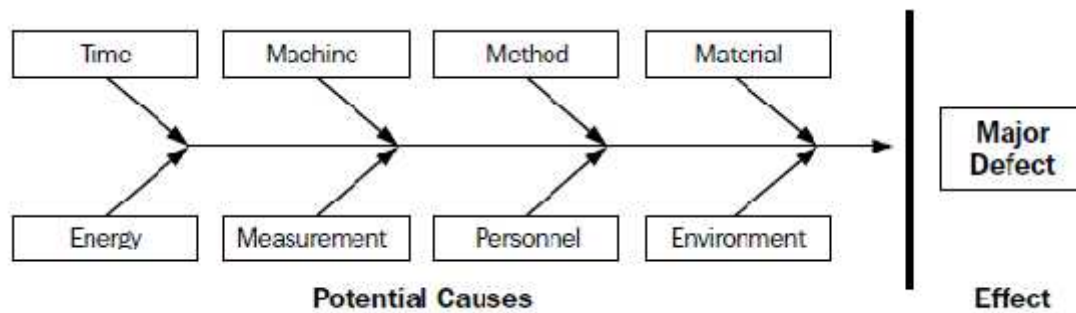 Time
Machine
Method
Material
Major
Defect
Energy
Measurement
Personnel
Environment
Potential Causes
Effect